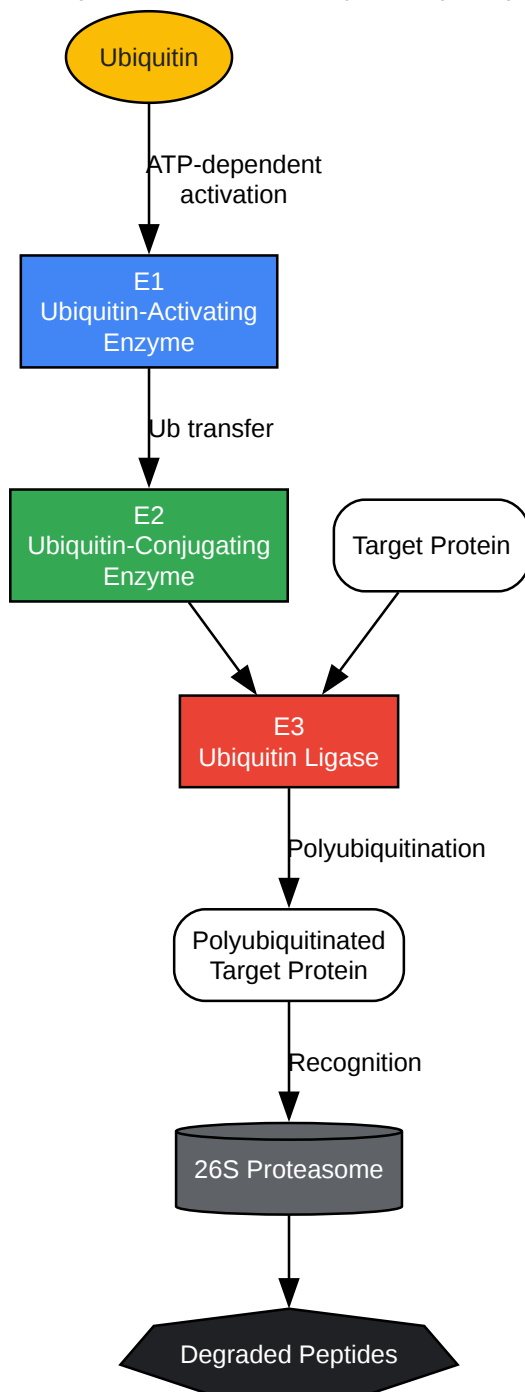 Ubiquitin
ATP-dependent
activation
E1
Ubiquitin-Activating
Enzyme
Ub transfer
E2
Ubiquitin-Conjugating
Enzyme
Target Protein
E3
Ubiquitin Ligase
Polyubiquitination
Polyubiquitinated
Target Protein
Recognition
26S Proteasome
Degraded Peptides